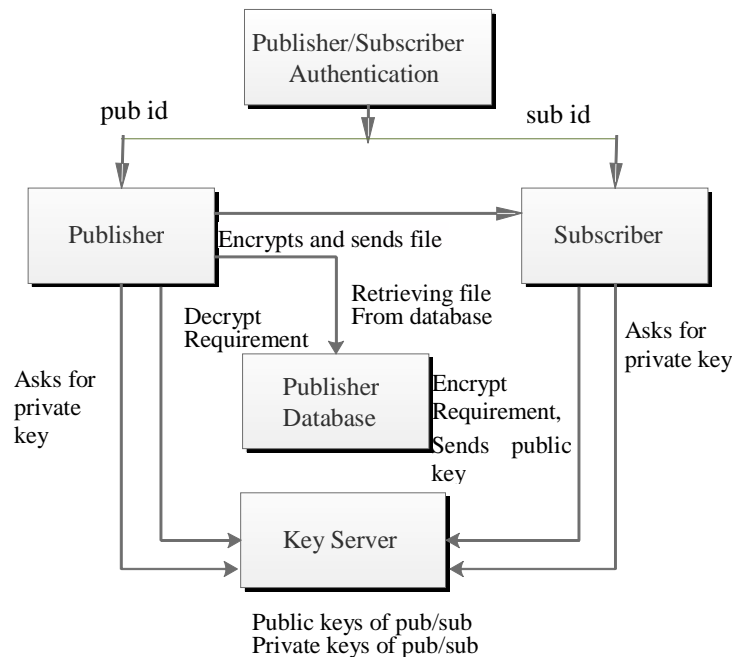 Publisher/Subscriber
Authentication
pub id
sub id
Publisher
Subscriber
Encrypts and sends file
Retrieving file
From database
Decrypt
Requirement
Asks for
private key
Asks for
private
key
Publisher
Database
Encrypt
Requirement,
Sends public
key
Key Server
Public keys of pub/sub
Private keys of pub/sub